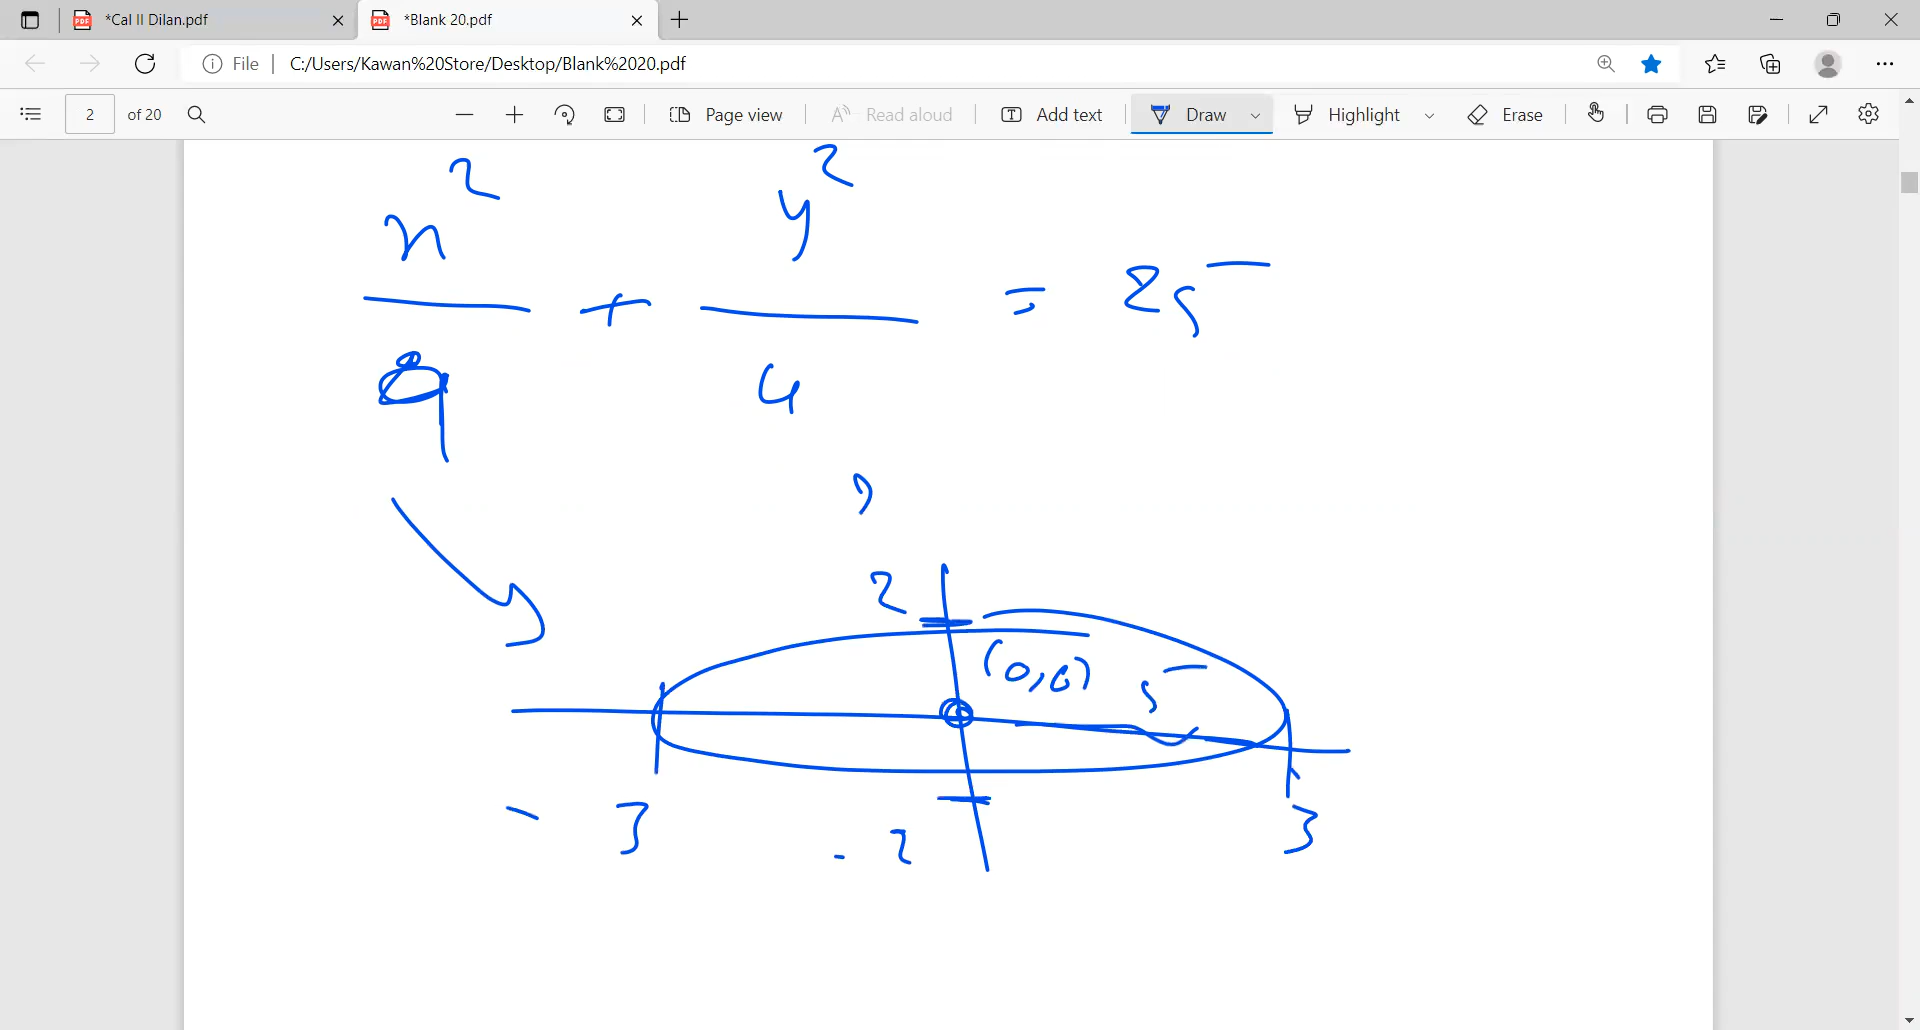 *Cal II Dilan.pdf
*Blank 20.pdf
File
C:/Users/Kawan%20Store/Desktop/Blank%2020.pdf
2 of 20
Page view
Read aloud
Add text
Draw
Highlight
Erase
x² / 9 + y² / 4 = 25
2
(0,0)
5
- 3
- 2
3